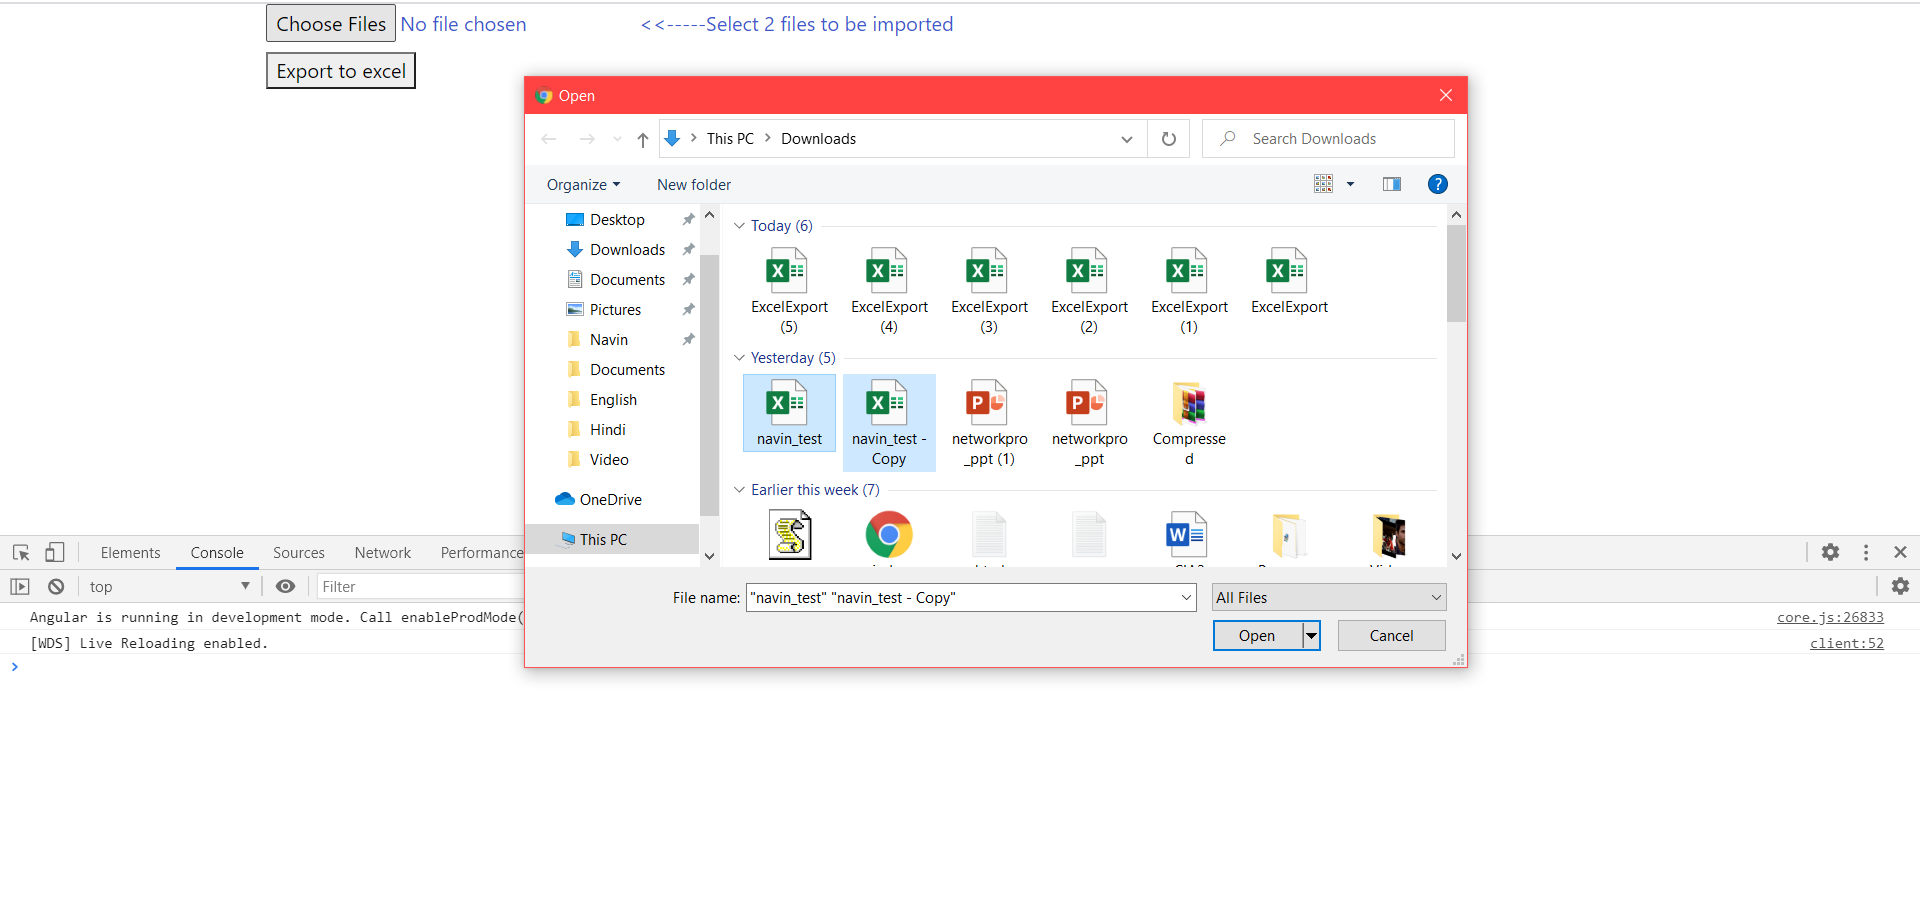 Choose Files No file chosen <<-----Select 2 files to be imported
Export to excel
Open
This PC > Downloads
Search Downloads
Organize New folder
Desktop
Downloads
Documents
Pictures
Navin
Documents
English
Hindi
Video
OneDrive
This PC
Today (6)
ExcelExport (5)
ExcelExport (4)
ExcelExport (3)
ExcelExport (2)
ExcelExport (1)
ExcelExport
Yesterday (5)
navin_test
navin_test - Copy
networkpro_ppt (1)
networkpro_ppt
Compressed
Earlier this week (7)
File name: "navin_test" "navin_test - Copy" All Files
Open Cancel
Elements Console Sources Network Performance
top Filter
Angular is running in development mode. Call enableProdMode( core.js:26833
[WDS] Live Reloading enabled. client:52